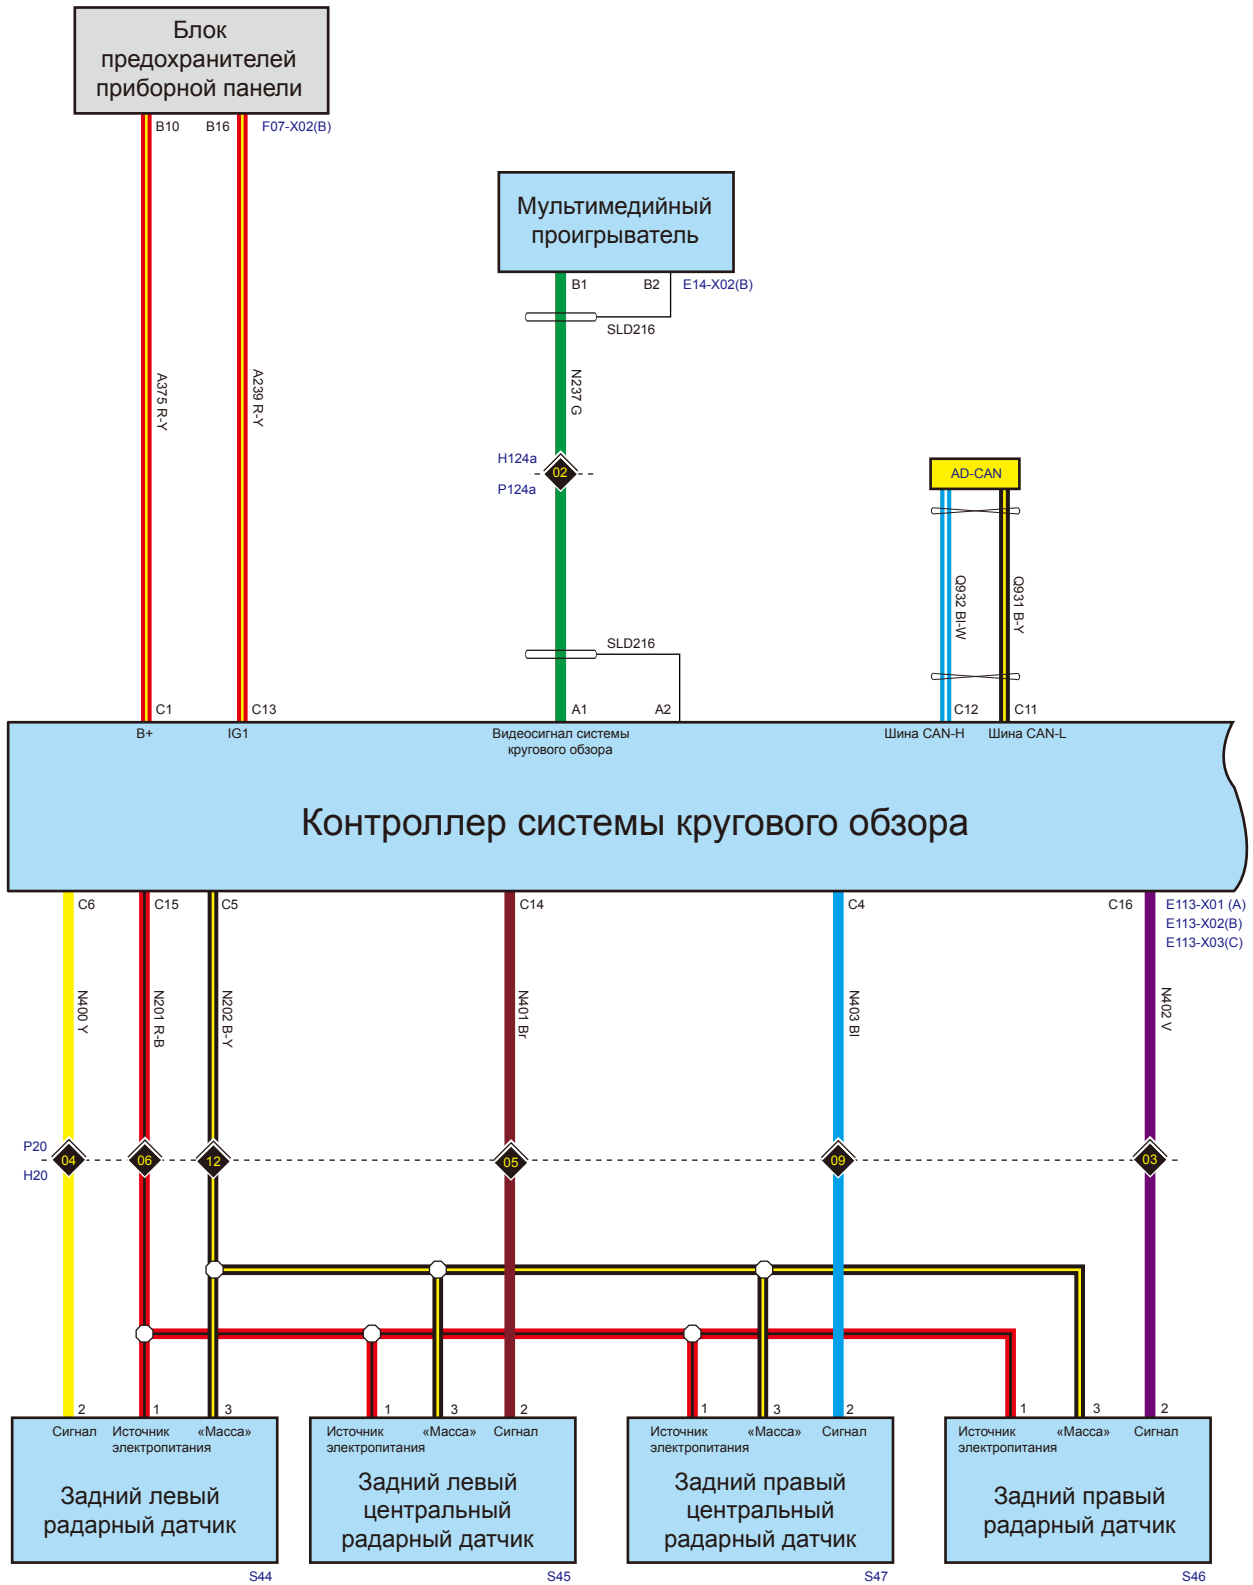 Блок
предохранителей
приборной панели
B10
B16
F07-X02(B)
Мультимедийный
проигрыватель
B1
B2
E14-X02(B)
SLD216
A375 R-Y
A239 R-Y
N237 G
H124a
02
P124a
AD-CAN
Q932 Bl-W
Q931 B-Y
SLD216
C1
C13
A1
A2
C12
C11
B+
IG1
Видеосигнал системы
кругового обзора
Шина CAN-H
Шина CAN-L
Контроллер системы кругового обзора
C6
C15
C5
C14
C4
C16
E113-X01 (A)
E113-X02(B)
E113-X03(C)
N400 Y
N201 R-B
N202 B-Y
N401 Br
N403 Bl
N402 V
P20
H20
04
06
12
05
09
03
2
1
3
1
3
2
1
3
2
1
3
2
Сигнал
Источник
электропитания
«Масса»
Источник
электропитания
«Масса»
Сигнал
Источник
электропитания
«Масса»
Сигнал
Источник
электропитания
«Масса»
Сигнал
Задний левый
радарный датчик
Задний левый
центральный
радарный датчик
Задний правый
центральный
радарный датчик
Задний правый
радарный датчик
S44
S45
S47
S46